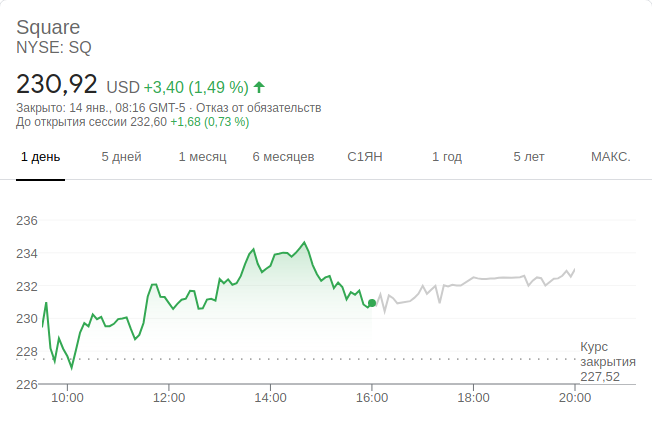 Square
NYSE: SQ
230,92 USD +3,40 (1,49 %)
Закрыто: 14 янв., 08:16 GMT-5 · Отказ от обязательств
До открытия сессии 232,60 +1,68 (0,73 %)
1 день 5 дней 1 месяц 6 месяцев С1ЯН 1 год 5 лет МАКС.
236
234
232
230
228
226
Курс
закрытия
227,52
10:00 12:00 14:00 16:00 18:00 20:00